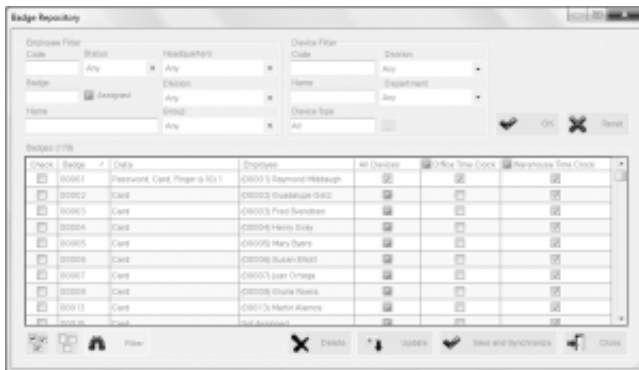 Badge Repository
Employee Filter
Device Filter
Code Status Headquarters Code Division
Any Any Any
Badge Division Name Department
Assigned Any Any
Name Group Device Type
Any All
OK Reset
Badges (179)
Check Badge Data Employee All Devices Office Time Clock Warehouse Time Clock
00001 Password, Card, Finger (v.10) 1 (00001) Raymond Middaugh
00002 Card (00002) Guadalupe
00003 Card (00003) Fred Svendsen
00004 Card (00004) Henry Gray
00005 Card (00005) Mary Byers
00006 Card (00006) Susan Elliott
00007 Card (00007) Juan Ortega
00008 Card (00008) Gloria Rivera
00013 Card (00013) Martin Alamos
Card Not Assigned
Filter Delete Update Save and Synchronize Close